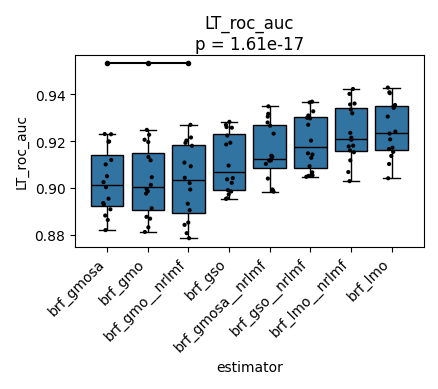 LT_roc_auc
p = 1.61e-17
LT_roc_auc
0.94
0.92
0.90
0.88
brf_gmosa
brf_gmo
brf_gmo__nrlmf
brf_gso
brf_gmosa__nrlmf
brf_gso__nrlmf
brf_lmo__nrlmf
brf_lmo
estimator